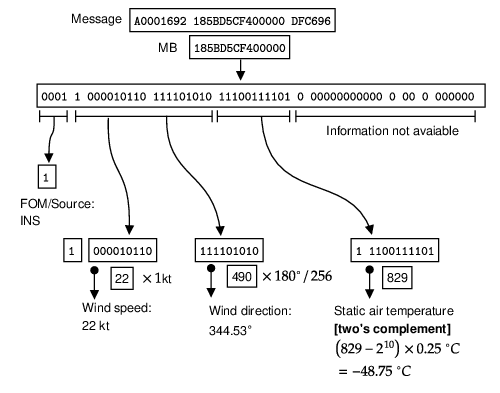 Message A0001692 185BD5CF400000 DFC696
MB 185BD5CF400000
0001 1 000010110 111101010 11100111101 0 00000000000 0 00 0 000000
Information not avaiable
1
FOM/Source:
INS
1 000010110 111101010 1 1100111101
22 ×1kt 490 ×180°/256 829
Wind speed: Wind direction: Static air temperature
22 kt 344.53° [two's complement]
(829 − 2^10) × 0.25 °C
= −48.75 °C